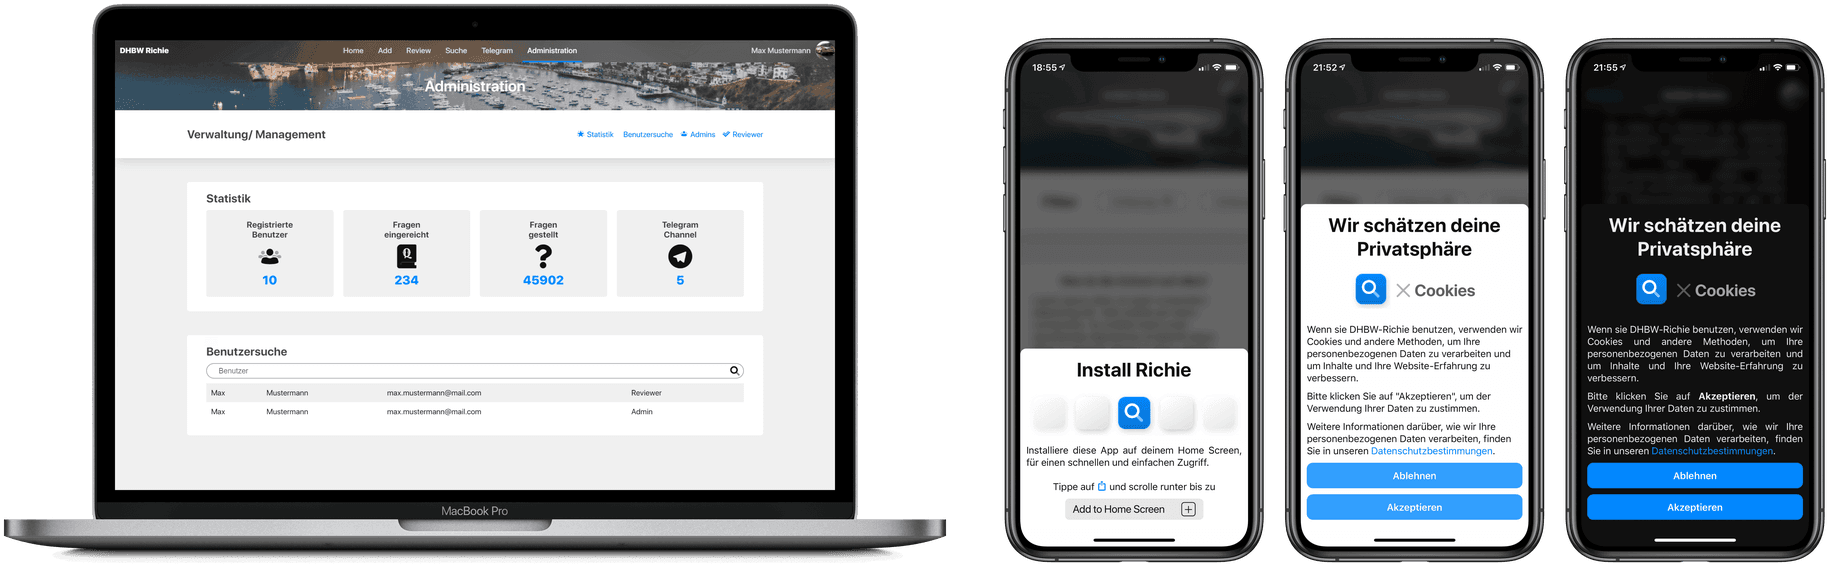 DHBW Richie
Home Add Review Suche Telegram Administration
Max Mustermann
Administration
Verwaltung/ Management
Statistik Benutzersuche Admins Reviewer
Statistik
Registrierte
Benutzer
10
Fragen
eingereicht
234
Fragen
gestellt
45902
Telegram
Channel
5
Benutzersuche
Benutzer
Max Mustermann max.mustermann@mail.com Reviewer
Max Mustermann max.mustermann@mail.com Admin
MacBook Pro
18:55
Install Richie
Installiere diese App auf deinem Home Screen,
für einen schnellen und einfachen Zugriff.
Tippe auf und scrolle runter bis zu
Add to Home Screen
21:52
Wir schätzen deine
Privatsphäre
Cookies
Wenn sie DHBW-Richie benutzen, verwenden wir
Cookies und andere Methoden, um Ihre
personenbezogenen Daten zu verarbeiten und
um Inhalte und Ihre Website-Erfahrung zu
verbessern.
Bitte klicken Sie auf "Akzeptieren", um der
Verwendung Ihrer Daten zu zustimmen.
Weitere Informationen darüber, wie wir Ihre
personenbezogenen Daten verarbeiten, finden
Sie in unseren Datenschutzbestimmungen.
Ablehnen
Akzeptieren
21:55
Wir schätzen deine
Privatsphäre
Cookies
Wenn sie DHBW-Richie benutzen, verwenden wir
Cookies und andere Methoden, um Ihre
personenbezogenen Daten zu verarbeiten und
um Inhalte und Ihre Website-Erfahrung zu
verbessern.
Bitte klicken Sie auf Akzeptieren, um der
Verwendung Ihrer Daten zu zustimmen.
Weitere Informationen darüber, wie wir Ihre
personenbezogenen Daten verarbeiten, finden
Sie in unseren Datenschutzbestimmungen.
Ablehnen
Akzeptieren